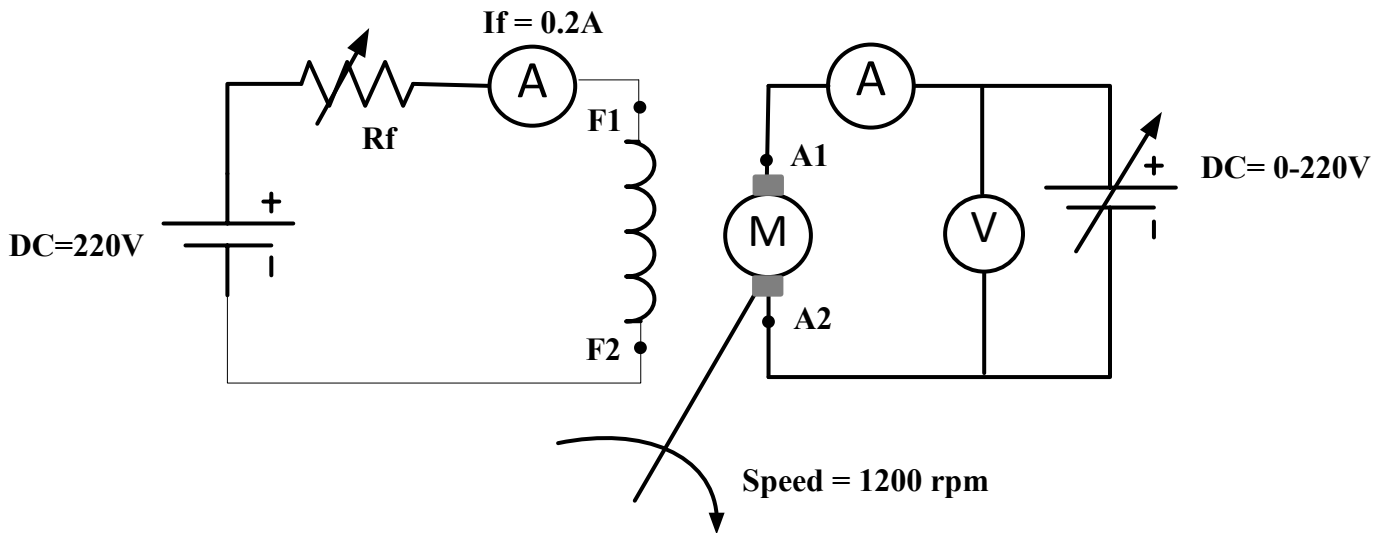 If = 0.2A
A
A
F1
Rf
A1
+
DC= 0-220V
+
M
V
DC=220V
A2
F2
Speed = 1200 rpm